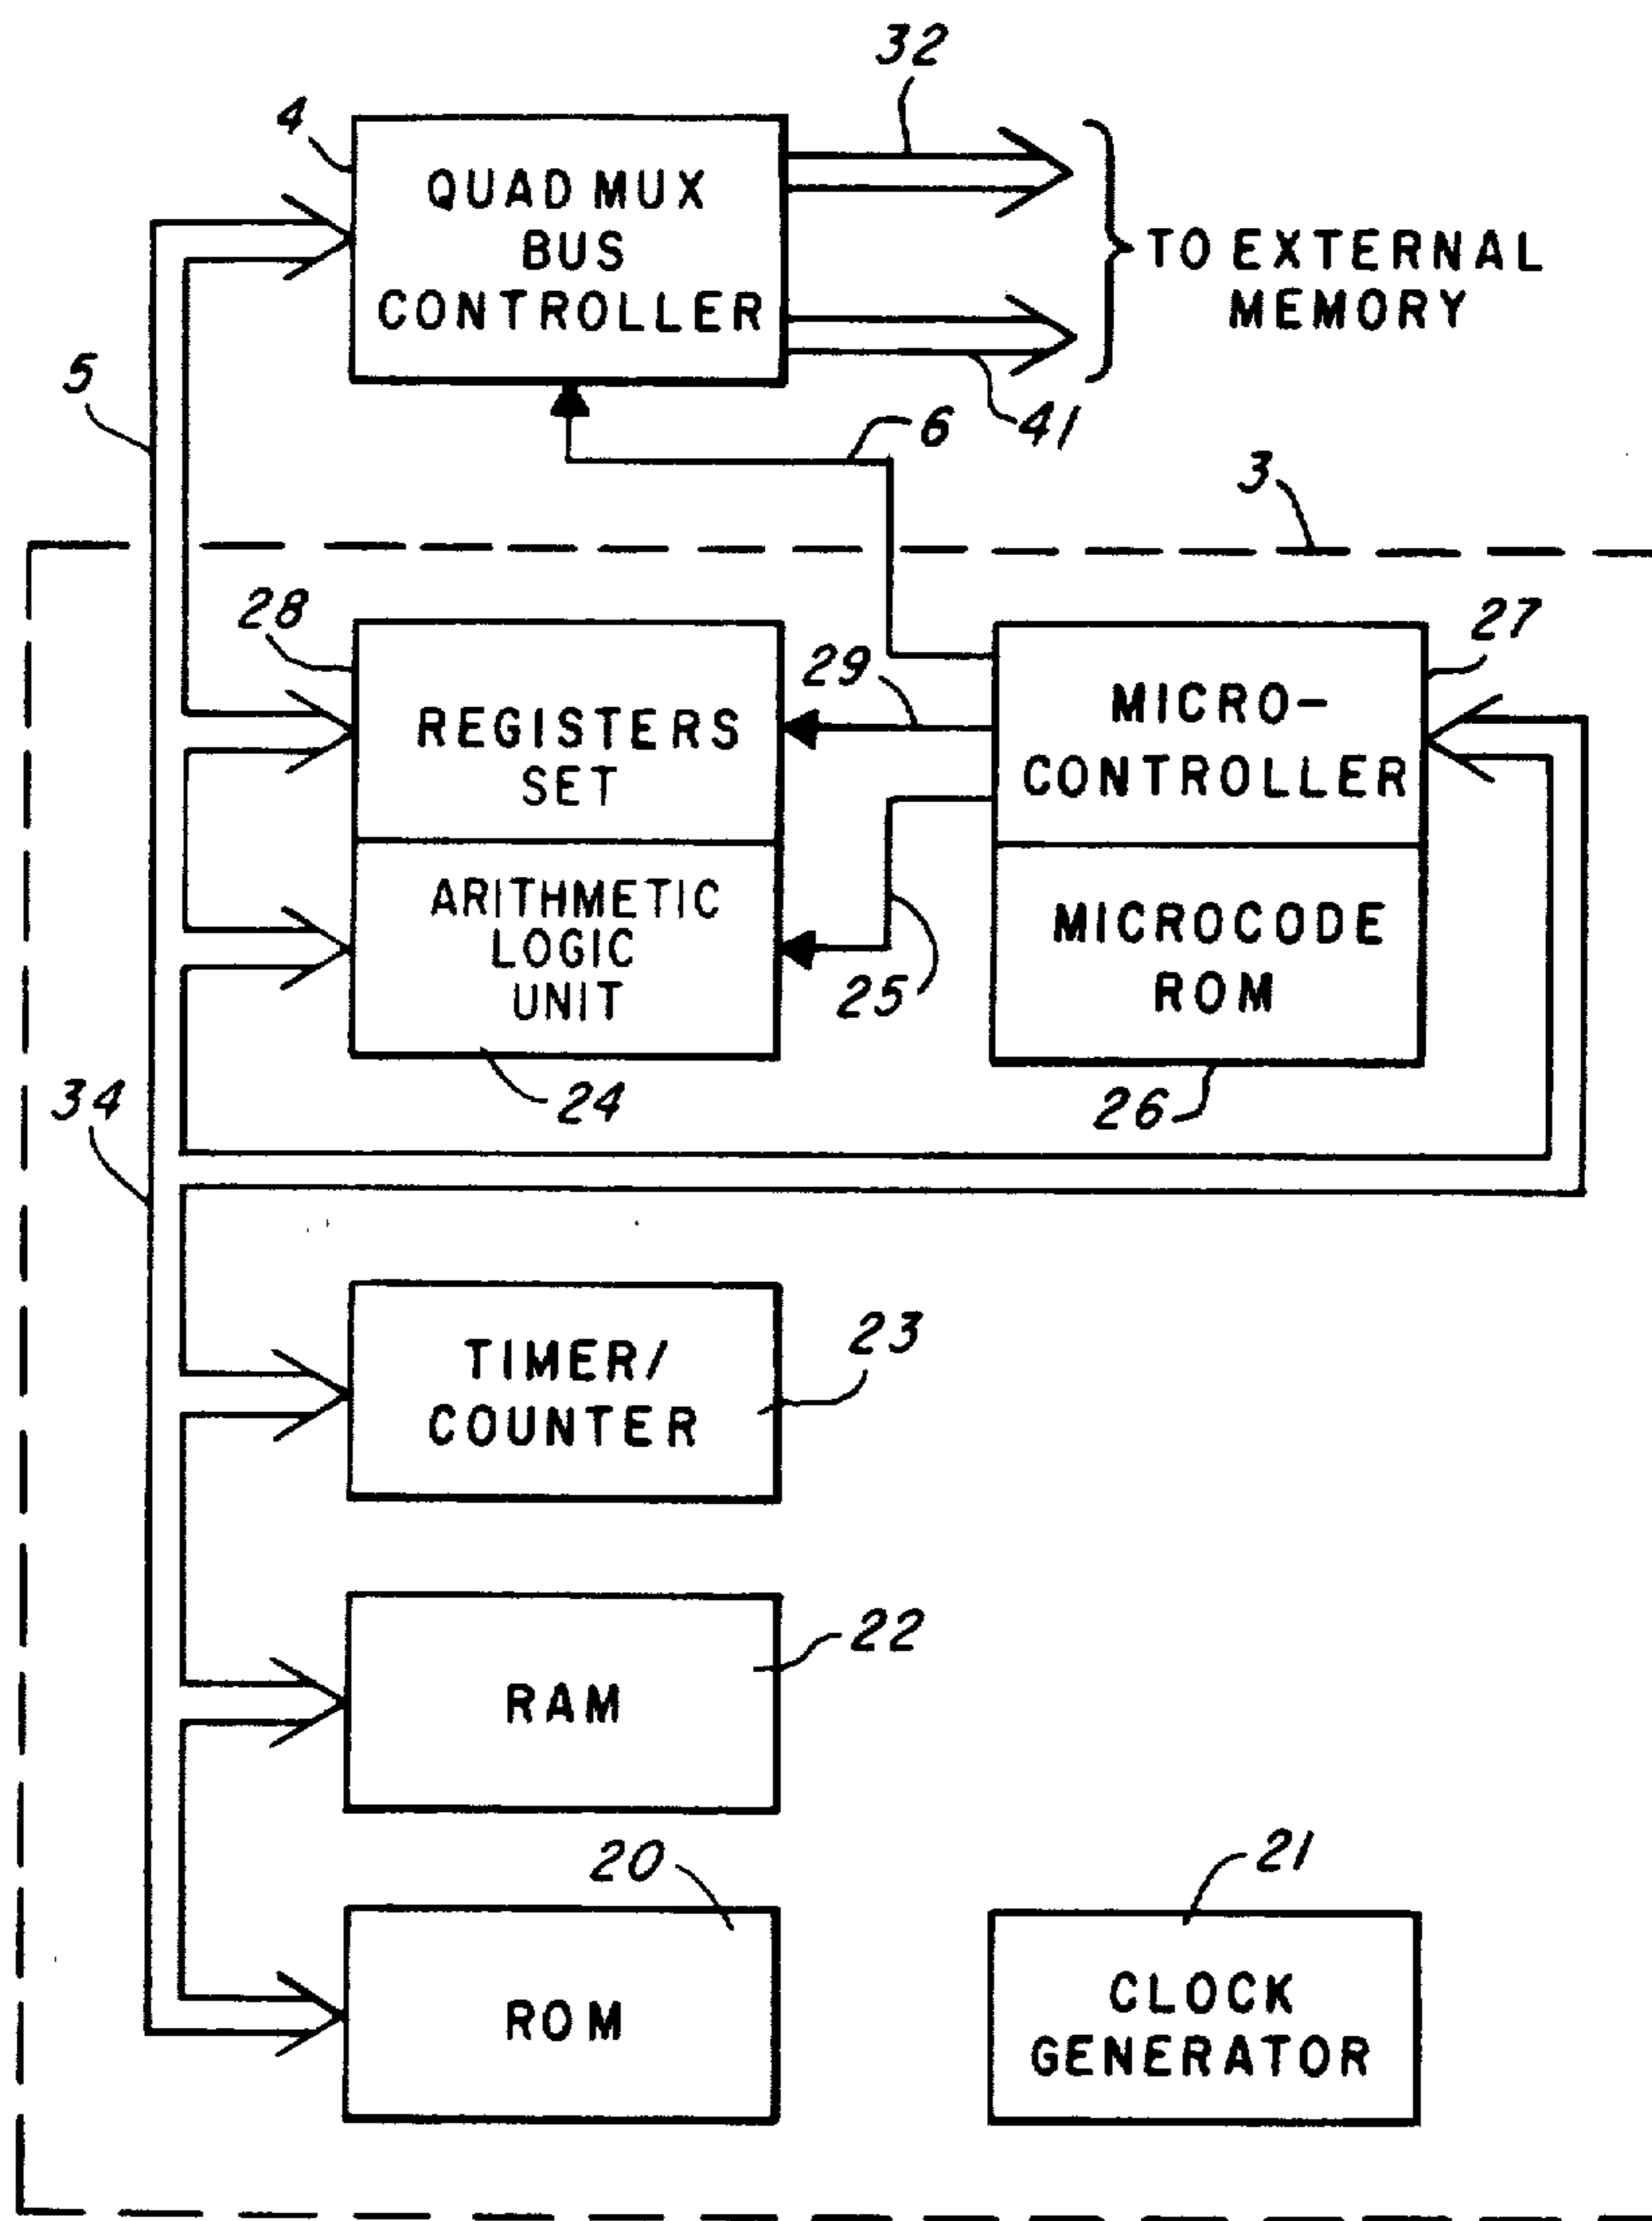 32
4
QUAD MUX
BUS
CONTROLLER
TO EXTERNAL
MEMORY
5
41
6
3
28
27
29
REGISTERS
SET
MICRO-
CONTROLLER
ARITHMETIC
LOGIC
UNIT
MICROCODE
ROM
25
34
24
26
TIMER/
COUNTER
23
22
RAM
20
21
ROM
CLOCK
GENERATOR